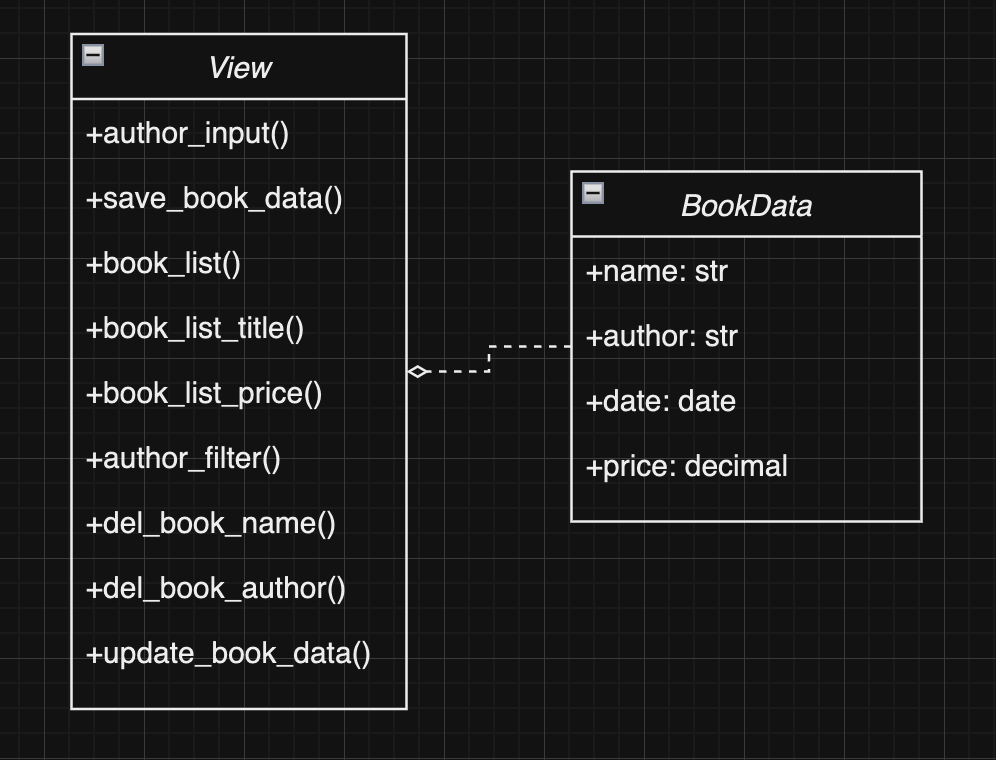 View
+author_input()
+save_book_data()
+book_list()
+book_list_title()
+book_list_price()
+author_filter()
+del_book_name()
+del_book_author()
+update_book_data()
BookData
+name: str
+author: str
+date: date
+price: decimal